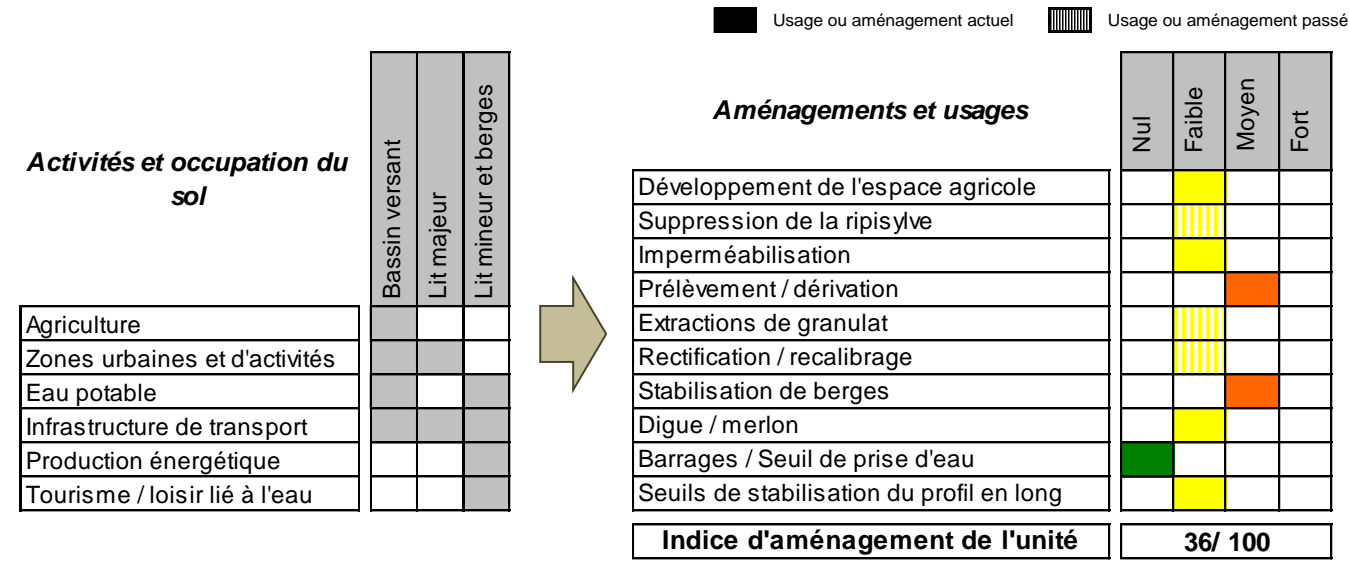 Usage ou aménagement actuel
Usage ou aménagement passé
Activités et occupation du
sol
Bassin versant
Lit majeur
Lit mineur et berges
Agriculture
Zones urbaines et d'activités
Eau potable
Infrastructure de transport
Production énergétique
Tourisme / loisir lié à l'eau
Aménagements et usages
Nul
Faible
Moyen
Fort
Développement de l'espace agricole
Suppression de la ripisylve
Imperméabilisation
Prélèvement / dérivation
Extractions de granulat
Rectification / recalibrage
Stabilisation de berges
Digue / merlon
Barrages / Seuil de prise d'eau
Seuils de stabilisation du profil en long
Indice d'aménagement de l'unité
36/ 100